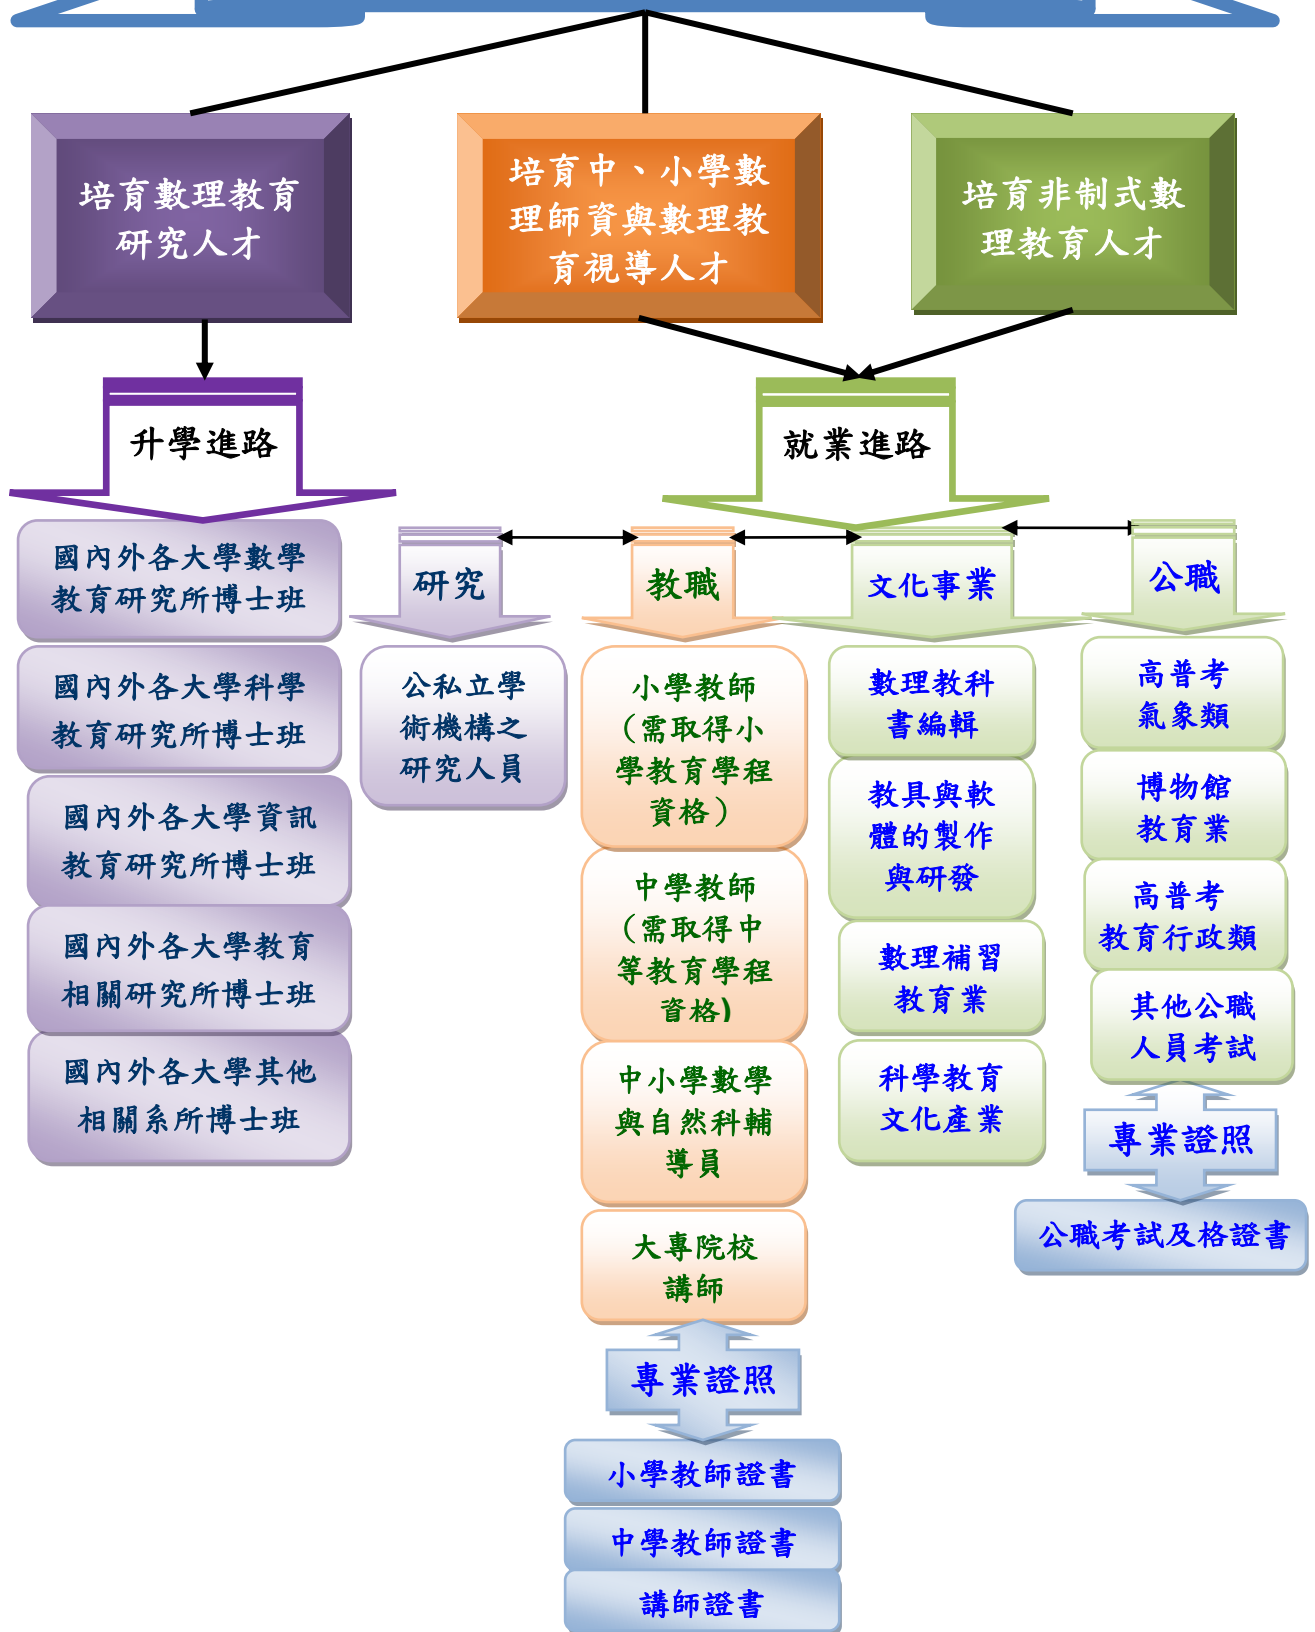 培育數理教育
研究人才
培育中、小學數
理師資與數理教
育視導人才
培育非制式數
理教育人才
升學進路
就業進路
國內外各大學數學
教育研究所博士班
國內外各大學科學
教育研究所博士班
國內外各大學資訊
教育研究所博士班
國內外各大學教育
相關研究所博士班
國內外各大學其他
相關系所博士班
研究
公私立學
術機構之
研究人員
教職
小學教師
（需取得小
學教育學程
資格）
中學教師
（需取得中
等教育學程
資格)
中小學數學
與自然科輔
導員
大專院校
講師
專業證照
小學教師證書
中學教師證書
講師證書
文化事業
數理教科
書編輯
教具與軟
體的製作
與研發
數理補習
教育業
科學教育
文化產業
公職
高普考
氣象類
博物館
教育業
高普考
教育行政類
其他公職
人員考試
專業證照
公職考試及格證書